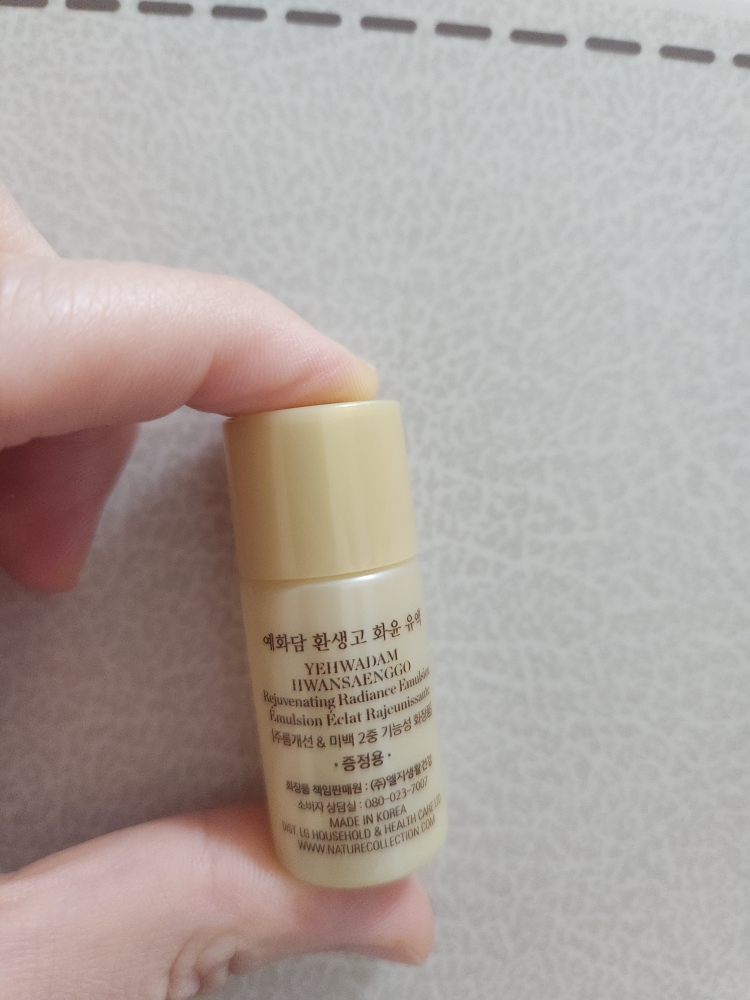 예화담 환생고 화윤 유액
YEHWADAM
HWANSAENGGO
Rejuvenating Radiance Emulsion
Émulsion Éclat Rajeunissante
[주름개선 & 미백 2중 기능성 화장품]
·증정용·
화장품 책임판매원 : (주)엘지생활건강
소비자 상담실 : 080-023-7007
MADE IN KOREA
DIST. LG HOUSEHOLD & HEALTH CARE LTD.
WWW.NATURECOLLECTION.COM